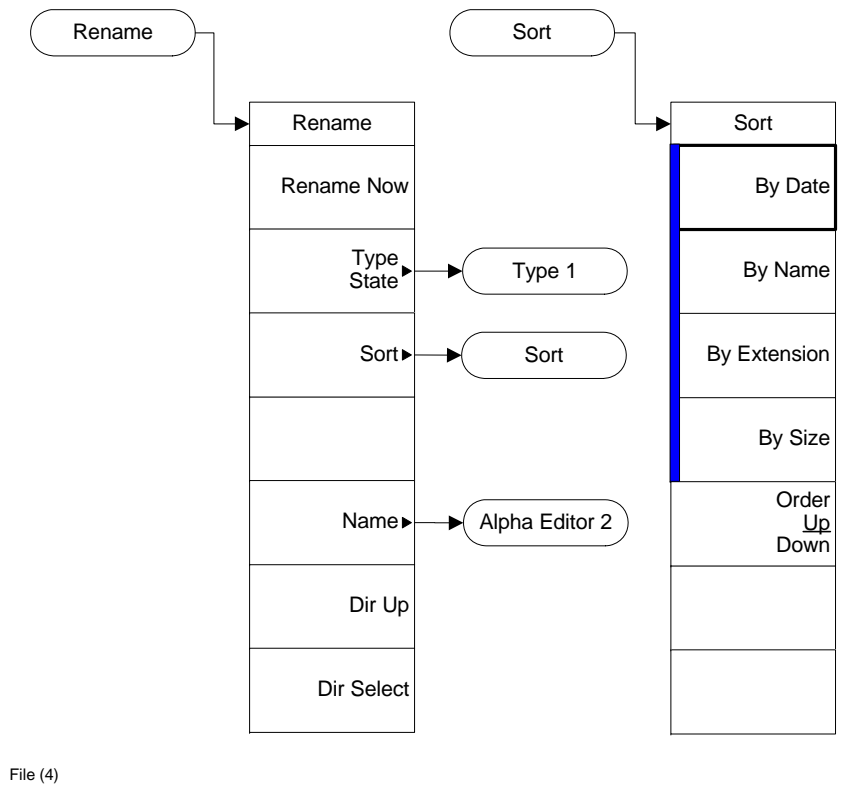 Rename
Rename
Rename Now
Type
State
Type 1
Sort
Sort
Name
Alpha Editor 2
Dir Up
Dir Select
Sort
Sort
By Date
By Name
By Extension
By Size
Order
Up
Down
File (4)